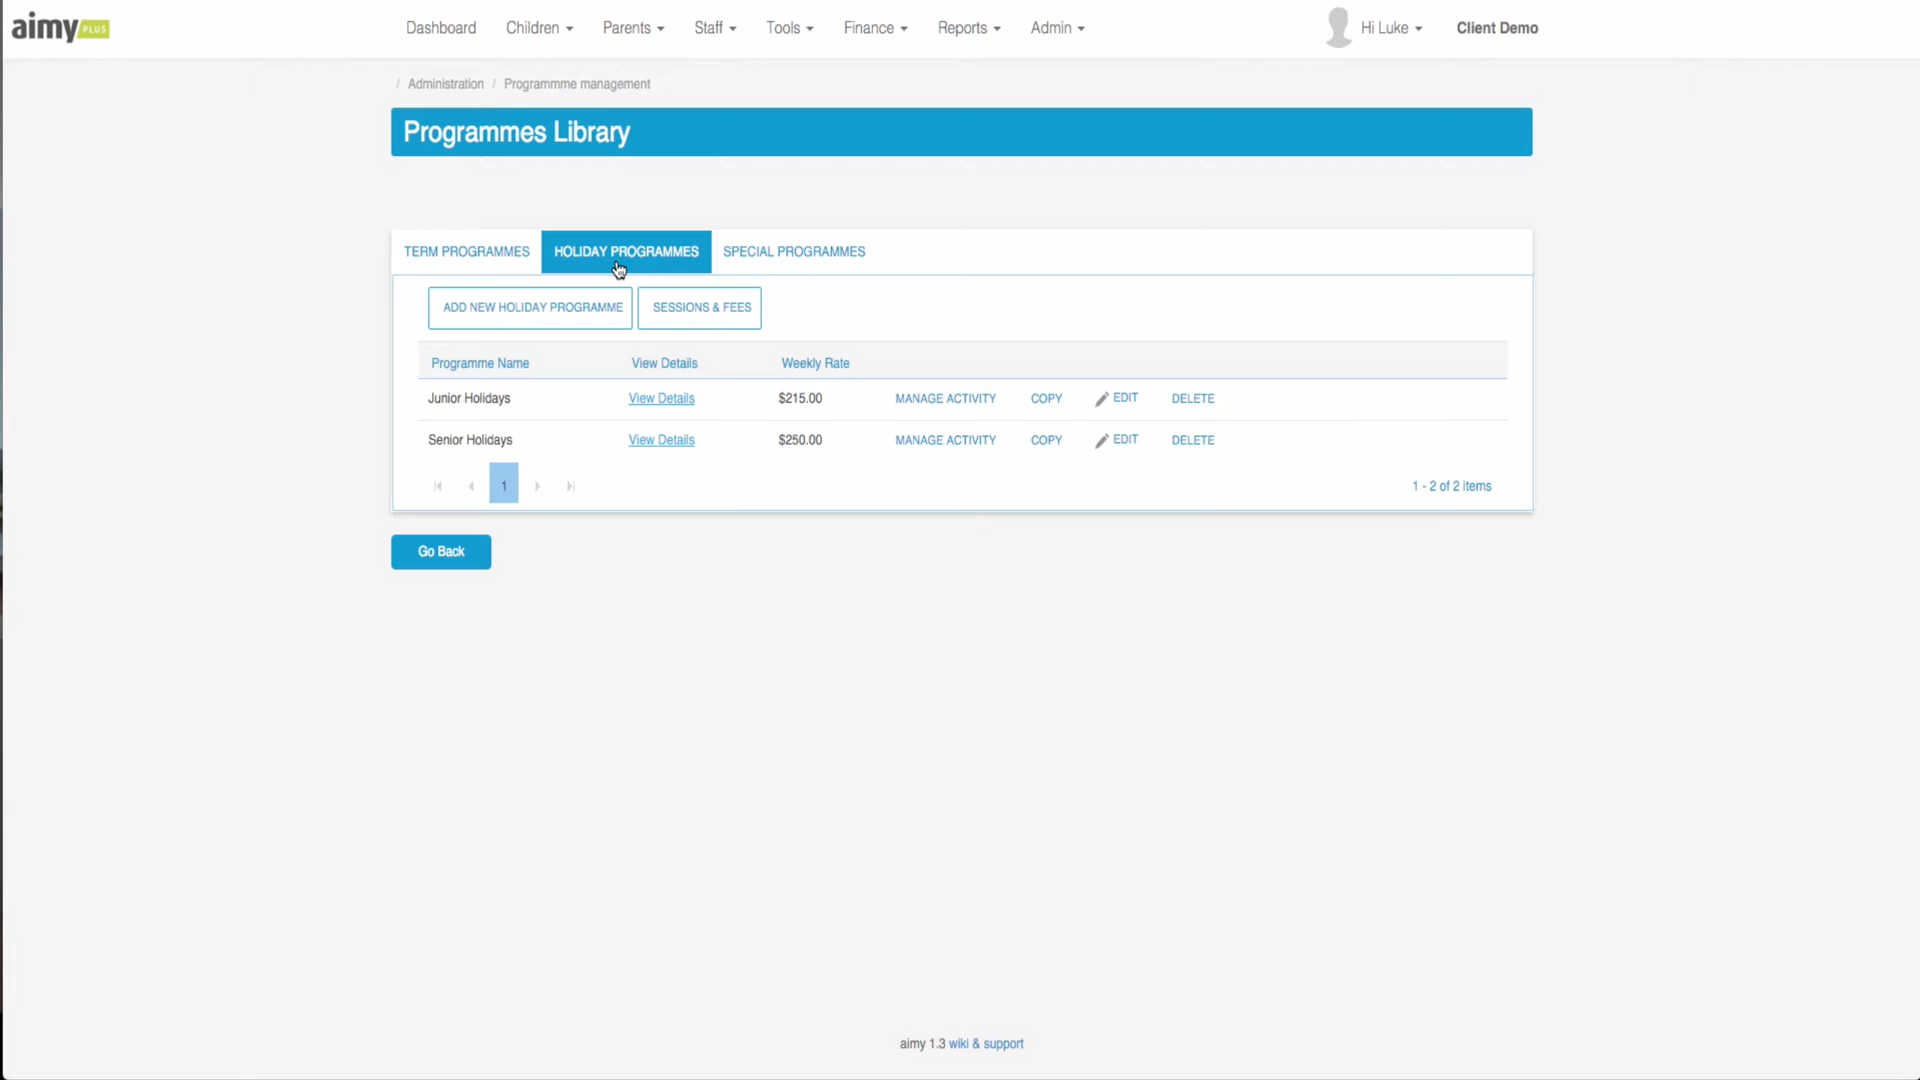 aimy PLUS Dashboard Children Parents Staff Tools Finance Reports Admin Hi Luke Client Demo
/ Administration / Programmme management
Programmes Library
TERM PROGRAMMES HOLIDAY PROGRAMMES SPECIAL PROGRAMMES
ADD NEW HOLIDAY PROGRAMME SESSIONS & FEES
Programme Name View Details Weekly Rate
Junior Holidays View Details $215.00 MANAGE ACTIVITY COPY EDIT DELETE
Senior Holidays View Details $250.00 MANAGE ACTIVITY COPY EDIT DELETE
1 1 - 2 of 2 items
Go Back
aimy 1.3 wiki & support